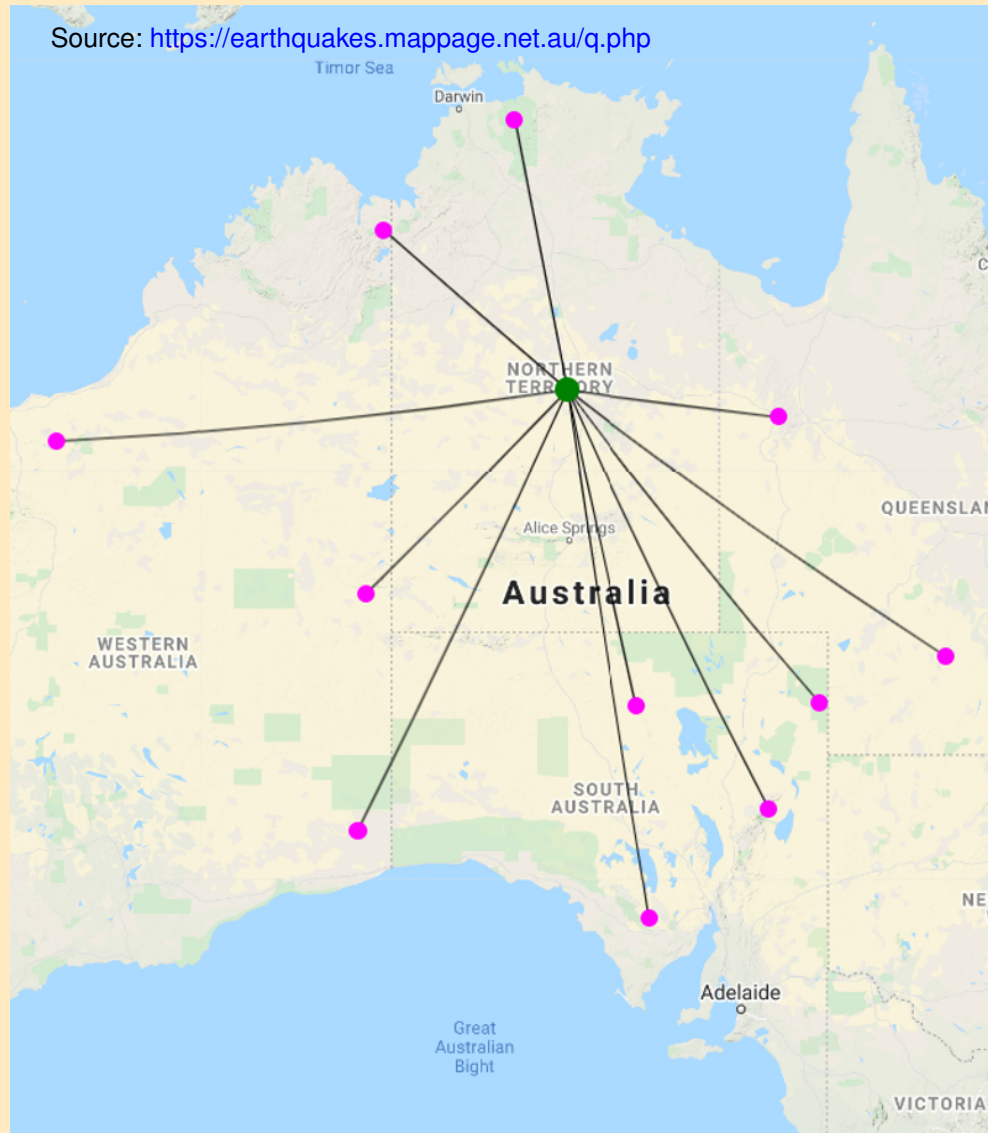 Source: https://earthquakes.mappage.net.au/q.php
Timor Sea
Darwin
C
NORTHERN
TERRITORY
QUEENSLAN
Alice Springs
Australia
WESTERN
AUSTRALIA
SOUTH
AUSTRALIA
NE
Adelaide
Great
Australian
Bight
VICTORIA